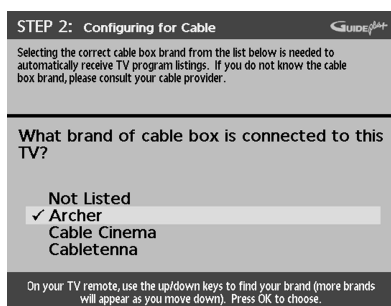 STEP 2: Configuring for Cable
GUIDE Plus+
Selecting the correct cable box brand from the list below is needed to
automatically receive TV program listings. If you do not know the cable
box brand, please consult your cable provider.
What brand of cable box is connected to this
TV?
Not Listed
✓ Archer
Cable Cinema
Cabletenna
On your TV remote, use the up/down keys to find your brand (more brands
will appear as you move down). Press OK to choose.